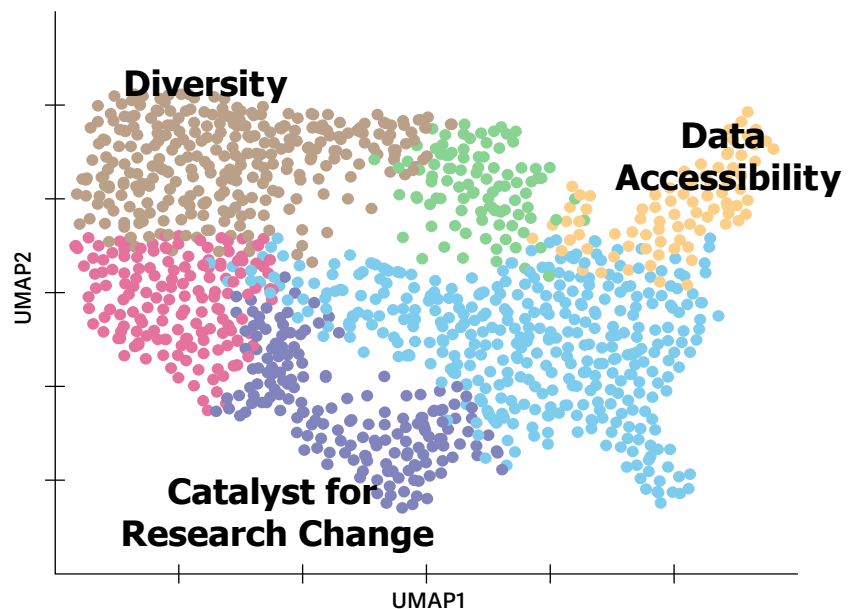 Diversity
Data
Accessibility
Catalyst for
Research Change
UMAP2
UMAP1